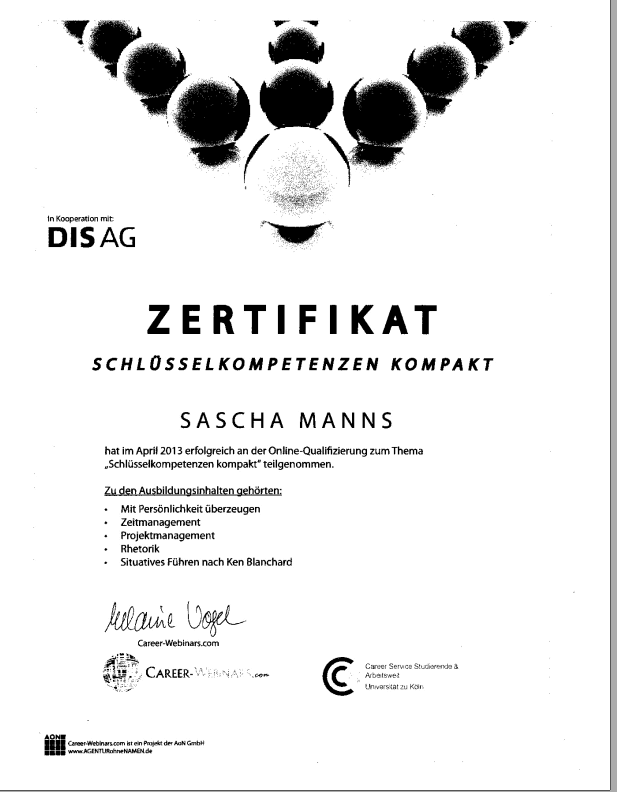 In Kooperation mit:
DIS AG
ZERTIFIKAT
SCHLÜSSELKOMPETENZEN KOMPAKT
SASCHA MANNS
hat im April 2013 erfolgreich an der Online-Qualifizierung zum Thema
„Schlüsselkompetenzen kompakt" teilgenommen.
Zu den Ausbildungsinhalten gehörten:
• Mit Persönlichkeit überzeugen
• Zeitmanagement
• Projektmanagement
• Rhetorik
• Situatives Führen nach Ken Blanchard
Melanie Vogel
Career-Webinars.com
CAREER-WEBINARS.com
Career Service Studierende &
Arbeitswelt
Universität zu Köln
AON
Career-Webinars.com ist ein Projekt der AoN GmbH
www.AGENTURohneNAMEN.de